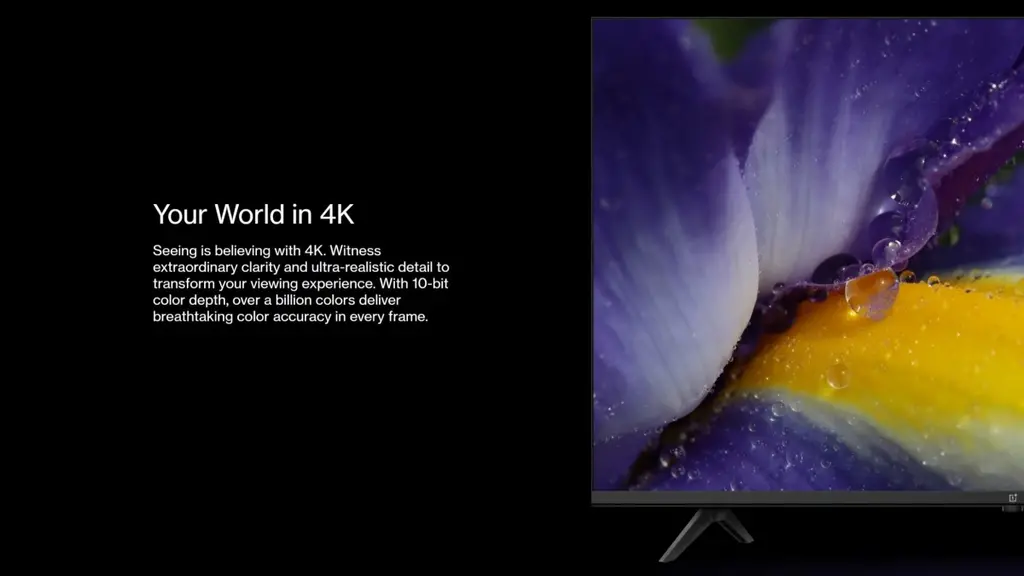 Your World in 4K
Seeing is believing with 4K. Witness
extraordinary clarity and ultra-realistic detail to
transform your viewing experience. With 10-bit
color depth, over a billion colors deliver
breathtaking color accuracy in every frame.